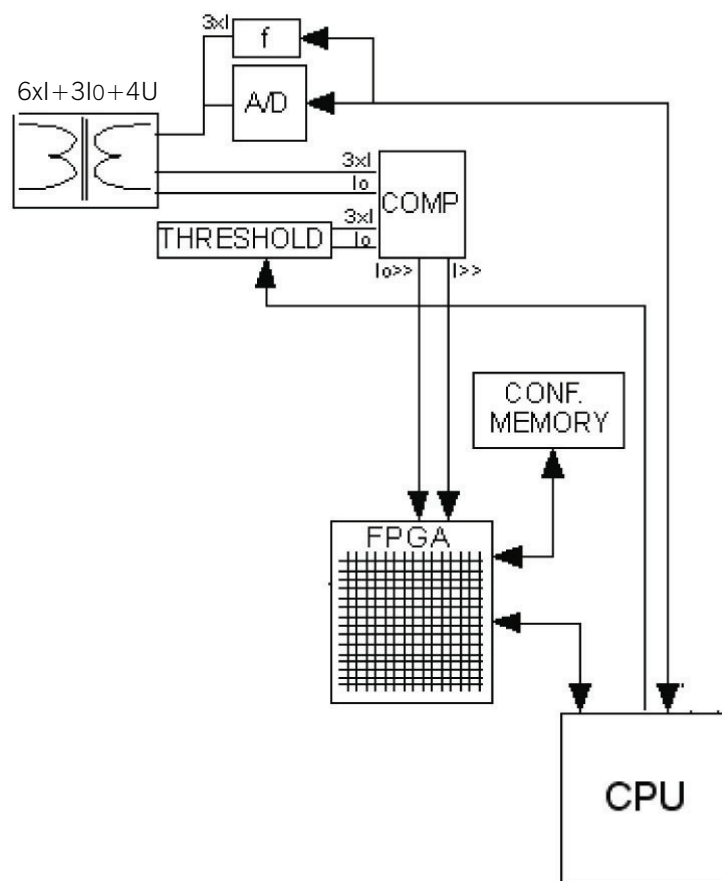 3xI
f
6xI+3I0+4U
A/D
3xI
Io
COMP
3xI
THRESHOLD
Io
Io>>
I>>
CONF.
MEMORY
FPGA
CPU